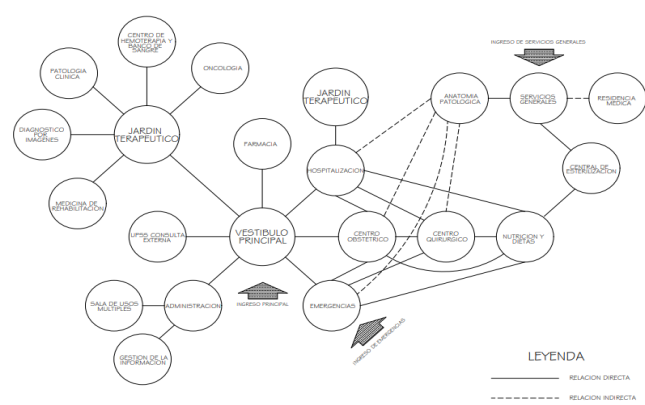 CENTRO DE
HEMOTERAPIA Y
BANCO DE
SANGRE
PATOLOGIA
CLINICA
ONCOLOGIA
DIAGNOSTICO
POR
IMAGENES
JARDIN
TERAPEUTICO
MEDICINA DE
REHABILITACION
FARMACIA
JARDIN
TERAPEUTICO
HOSPITALIZACION
INGRESO DE SERVICIOS GENERALES
ANATOMIA
PATOLOGICA
SERVICIOS
GENERALES
RESIDENCIA
MEDICA
CENTRAL DE
ESTERILIZACION
UPSS CONSULTA
EXTERNA
VESTIBULO
PRINCIPAL
CENTRO
OBSTETRICO
CENTRO
QUIRURGICO
NUTRICION Y
DIETAS
SALA DE USOS
MULTIPLES
ADMINISTRACION
GESTION DE LA
INFORMACION
INGRESO PRINCIPAL
EMERGENCIAS
INGRESO DE EMERGENCIAS
LEYENDA
RELACION DIRECTA
RELACION INDIRECTA